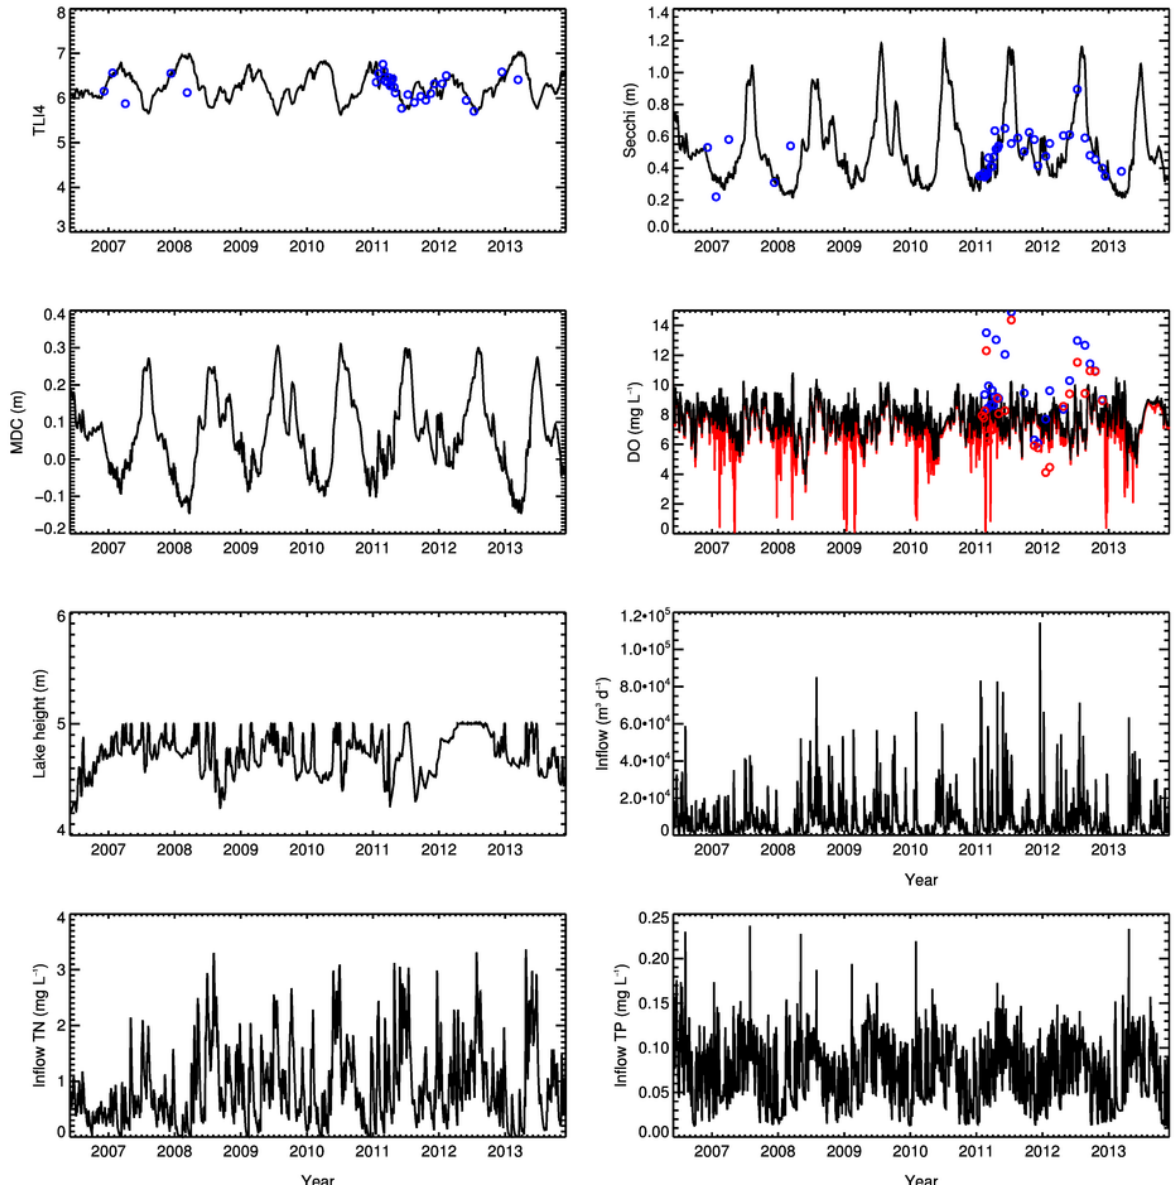 8
7
6
5
4
3
TLI4
2007 2008 2009 2010 2011 2012 2013
1.4
1.2
1.0
0.8
0.6
0.4
0.2
0.0
Secchi (m)
2007 2008 2009 2010 2011 2012 2013
0.4
0.3
0.2
0.1
0.0
−0.1
−0.2
MDC (m)
2007 2008 2009 2010 2011 2012 2013
14
12
10
8
6
4
2
0
DO (mg L⁻¹)
2007 2008 2009 2010 2011 2012 2013
6
5
4
Lake height (m)
2007 2008 2009 2010 2011 2012 2013
1.2•10⁵
1.0•10⁵
8.0•10⁴
6.0•10⁴
4.0•10⁴
2.0•10⁴
0
Inflow (m³ d⁻¹)
2007 2008 2009 2010 2011 2012 2013
Year
4
3
2
1
0
Inflow TN (mg L⁻¹)
2007 2008 2009 2010 2011 2012 2013
Year
0.25
0.20
0.15
0.10
0.05
0.00
Inflow TP (mg L⁻¹)
2007 2008 2009 2010 2011 2012 2013
Year